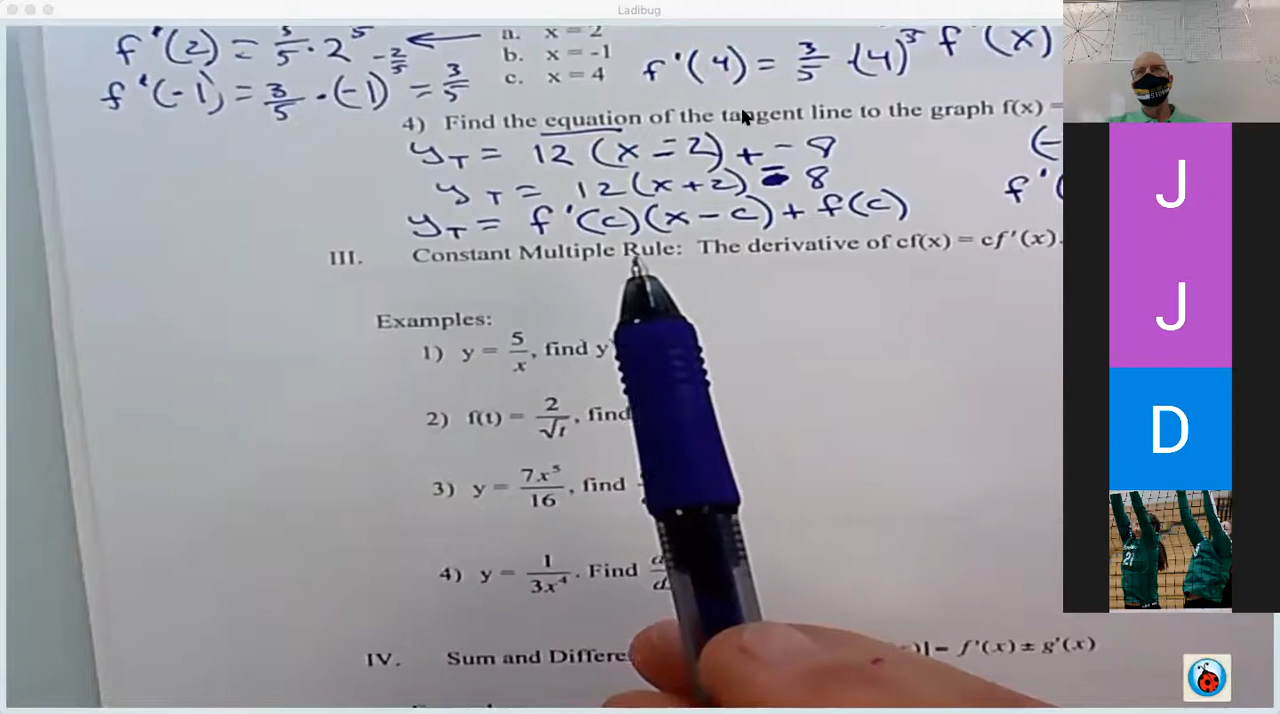 Ladibug
f'(2) = 3/5 · 2
a. x = 2
b. x = -1
c. x = 4
f'(-1) = 3/5 · (-1) = 3/5
f'(4) = 3/5 · (4)
f'(x)
4) Find the equation of the tangent line to the graph f(x) =
y_T = 12 (x - 2) + - 8
y_T = 12(x+2) - 8
y_T = f'(c)(x - c) + f(c)
III. Constant Multiple Rule: The derivative of cf(x) = cf'(x).
Examples:
1) y = 5/x, find y
2) f(t) = 2/√t, find
3) y = 7x^5/16, find
4) y = 1/3x^4. Find
IV. Sum and Differe
= f'(x) ± g'(x)
J
J
D
21